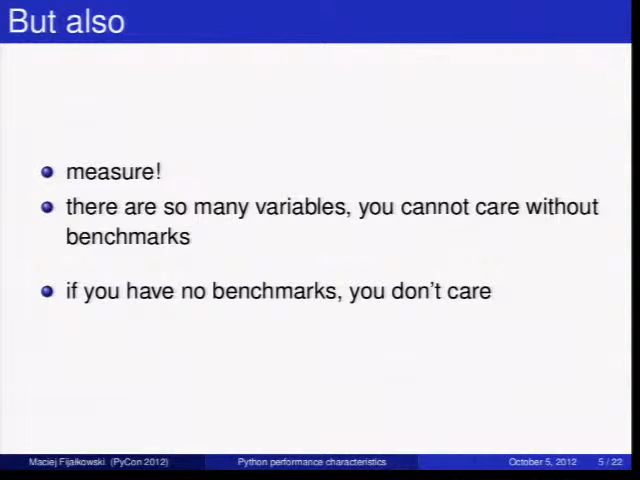 But also
measure!
there are so many variables, you cannot care without
benchmarks
if you have no benchmarks, you don't care
Maciej Fijałkowski (PyCon 2012)
Python performance characteristics
October 5, 2012
5 / 22